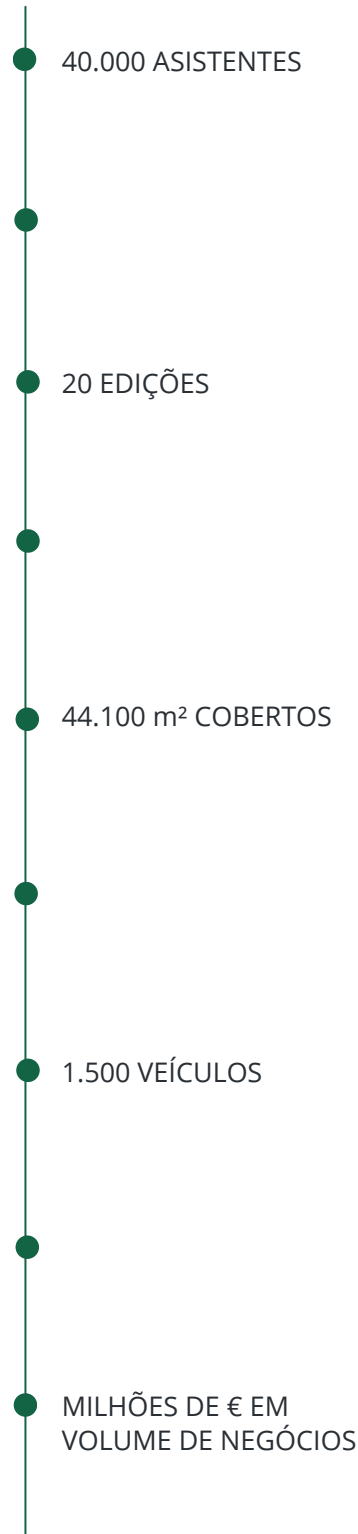 40.000 ASISTENTES
20 EDIÇÕES
44.100 m² COBERTOS
1.500 VEÍCULOS
MILHÕES DE € EM
VOLUME DE NEGÓCIOS